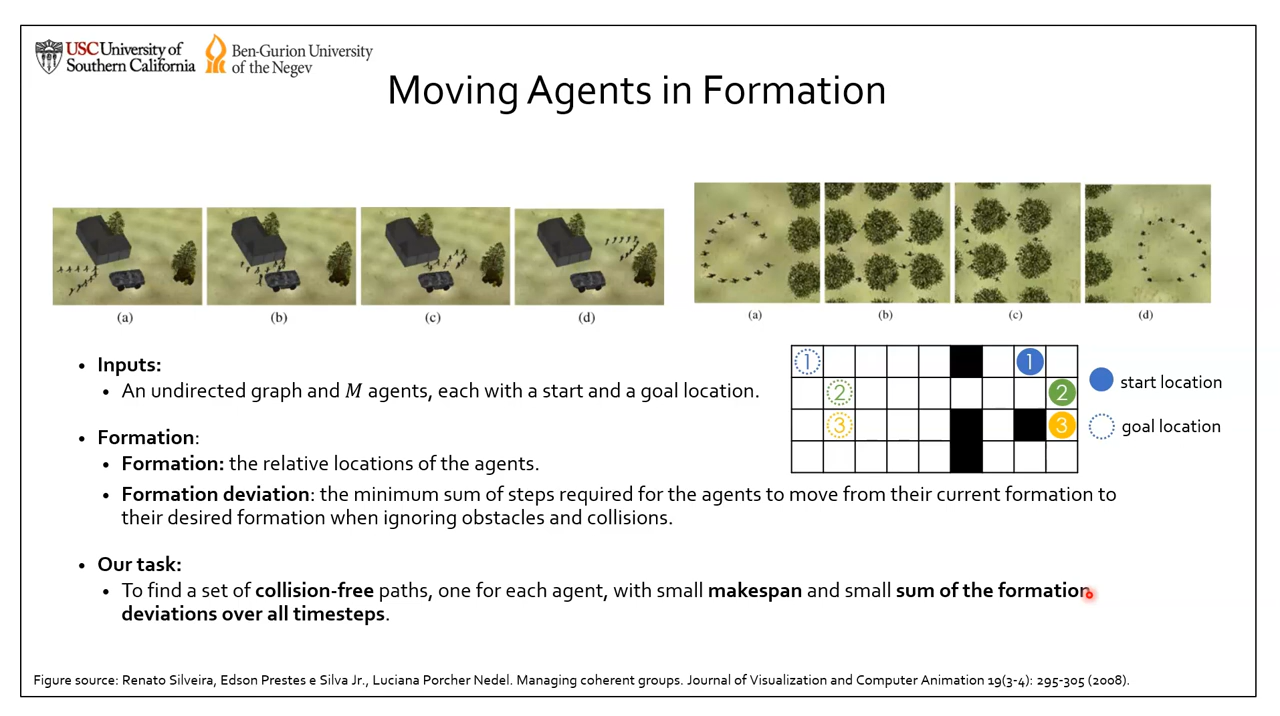 USC University of
Southern California
Ben-Gurion University
of the Negev
Moving Agents in Formation
(a)
(b)
(c)
(d)
(a)
(b)
(c)
(d)
• Inputs:
• An undirected graph and M agents, each with a start and a goal location.
1
1
2
2
3
3
start location
goal location
• Formation:
• Formation: the relative locations of the agents.
• Formation deviation: the minimum sum of steps required for the agents to move from their current formation to
their desired formation when ignoring obstacles and collisions.
• Our task:
• To find a set of collision-free paths, one for each agent, with small makespan and small sum of the formation
deviations over all timesteps.
Figure source: Renato Silveira, Edson Prestes e Silva Jr., Luciana Porcher Nedel. Managing coherent groups. Journal of Visualization and Computer Animation 19(3-4): 295-305 (2008).